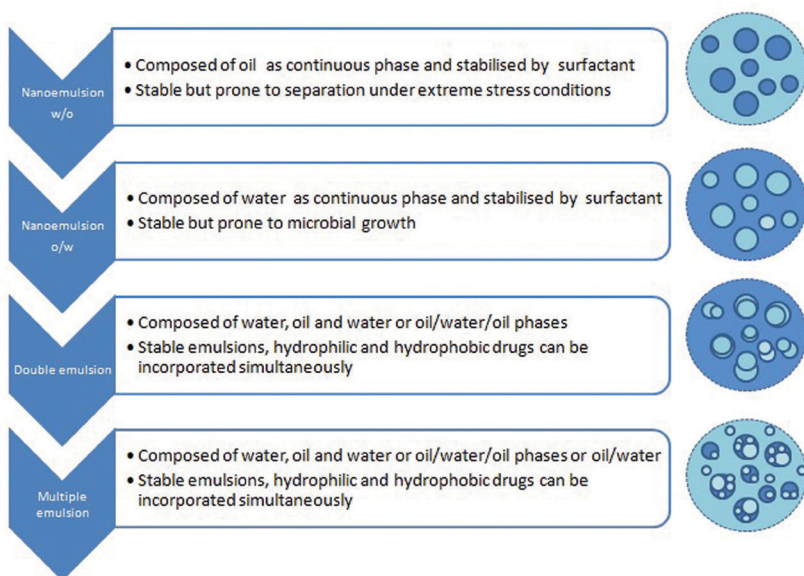 Nanoemulsion
w/o
• Composed of oil as continuous phase and stabilised by surfactant
• Stable but prone to separation under extreme stress conditions
Nanoemulsion
o/w
• Composed of water as continuous phase and stabilised by surfactant
• Stable but prone to microbial growth
Double emulsion
• Composed of water, oil and water or oil/water/oil phases
• Stable emulsions, hydrophilic and hydrophobic drugs can be
incorporated simultaneously
Multiple
emulsion
• Composed of water, oil and water or oil/water/oil phases or oil/water
• Stable emulsions, hydrophilic and hydrophobic drugs can be
incorporated simultaneously